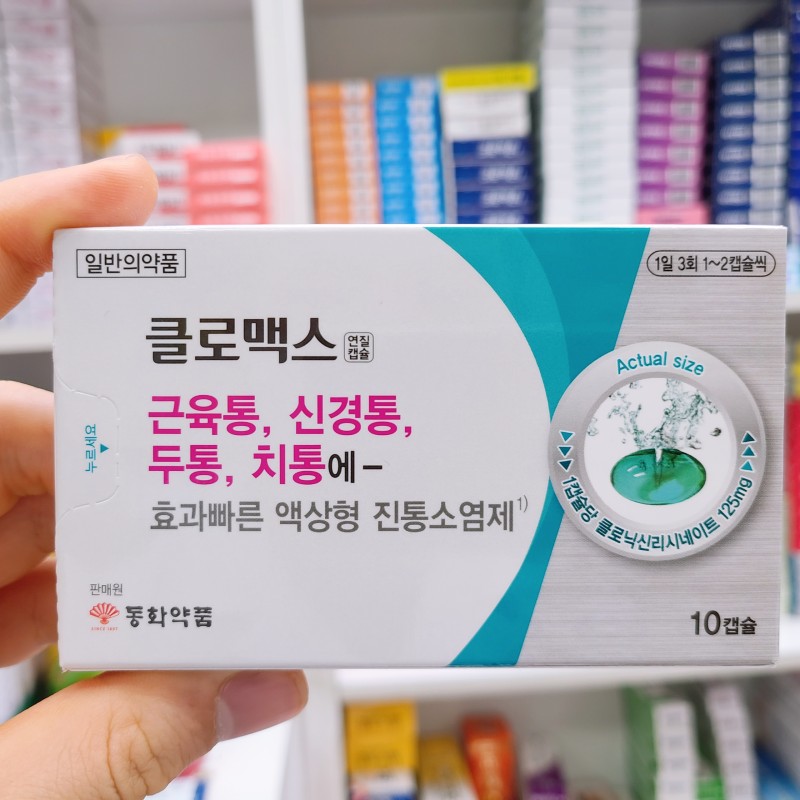 일반의약품
1일 3회 1~2캡슐씩
클로맥스 연질
캡슐
근육통, 신경통,
두통, 치통에-
효과빠른 액상형 진통소염제1)
Actual size
1캡슐당 클로닉신리시네이트 125mg
누르세요
판매원
동화약품
SINCE 1897
10캡슐